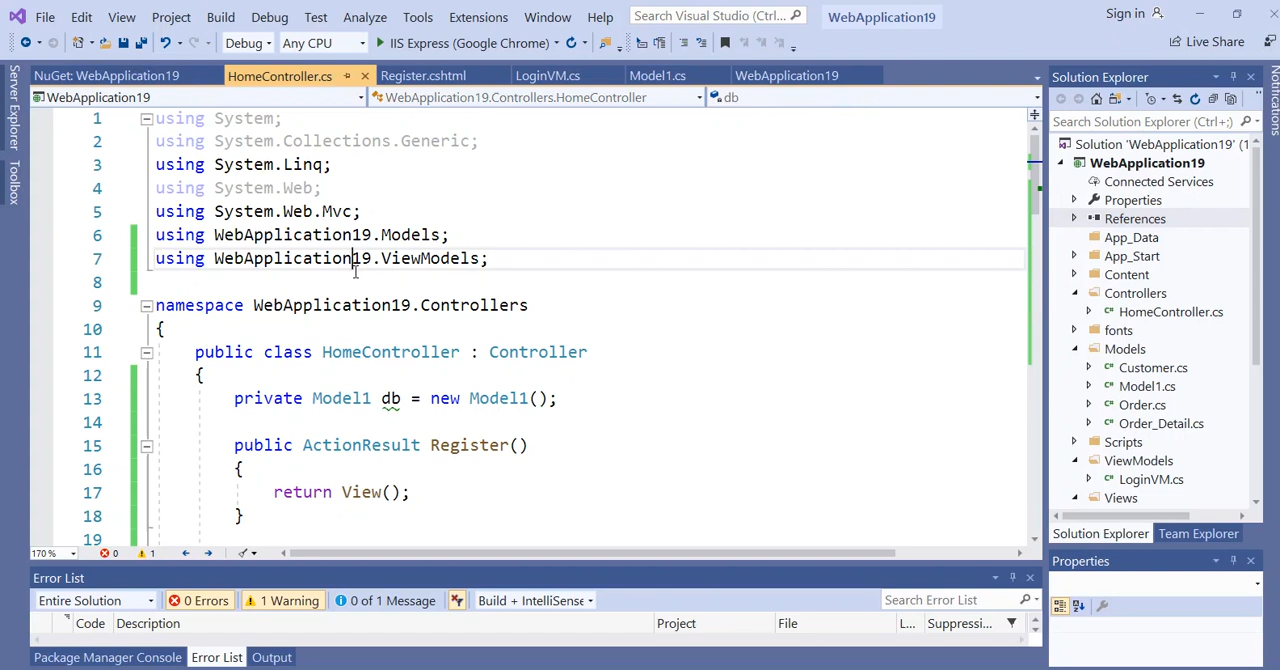 File Edit View Project Build Debug Test Analyze Tools Extensions Window Help Search Visual Studio (Ctrl... WebApplication19 Sign in
Debug Any CPU IIS Express (Google Chrome) Live Share
Server Explorer
Toolbox
NuGet: WebApplication19 HomeController.cs Register.cshtml LoginVM.cs Model1.cs WebApplication19
WebApplication19 WebApplication19.Controllers.HomeController db
1 using System;
2 using System.Collections.Generic;
3 using System.Linq;
4 using System.Web;
5 using System.Web.Mvc;
6 using WebApplication19.Models;
7 using WebApplication19.ViewModels;
8
9 namespace WebApplication19.Controllers
10 {
11 public class HomeController : Controller
12 {
13 private Model1 db = new Model1();
14
15 public ActionResult Register()
16 {
17 return View();
18 }
19
170 % 0 1
Error List
Entire Solution 0 Errors 1 Warning 0 of 1 Message Build + IntelliSense Search Error List
Code Description Project File L... Suppressi...
Package Manager Console Error List Output
Solution Explorer
Search Solution Explorer (Ctrl+;)
Solution 'WebApplication19' (1
WebApplication19
Connected Services
Properties
References
App_Data
App_Start
Content
Controllers
HomeController.cs
fonts
Models
Customer.cs
Model1.cs
Order.cs
Order_Detail.cs
Scripts
ViewModels
LoginVM.cs
Views
Solution Explorer Team Explorer
Properties
Notifications